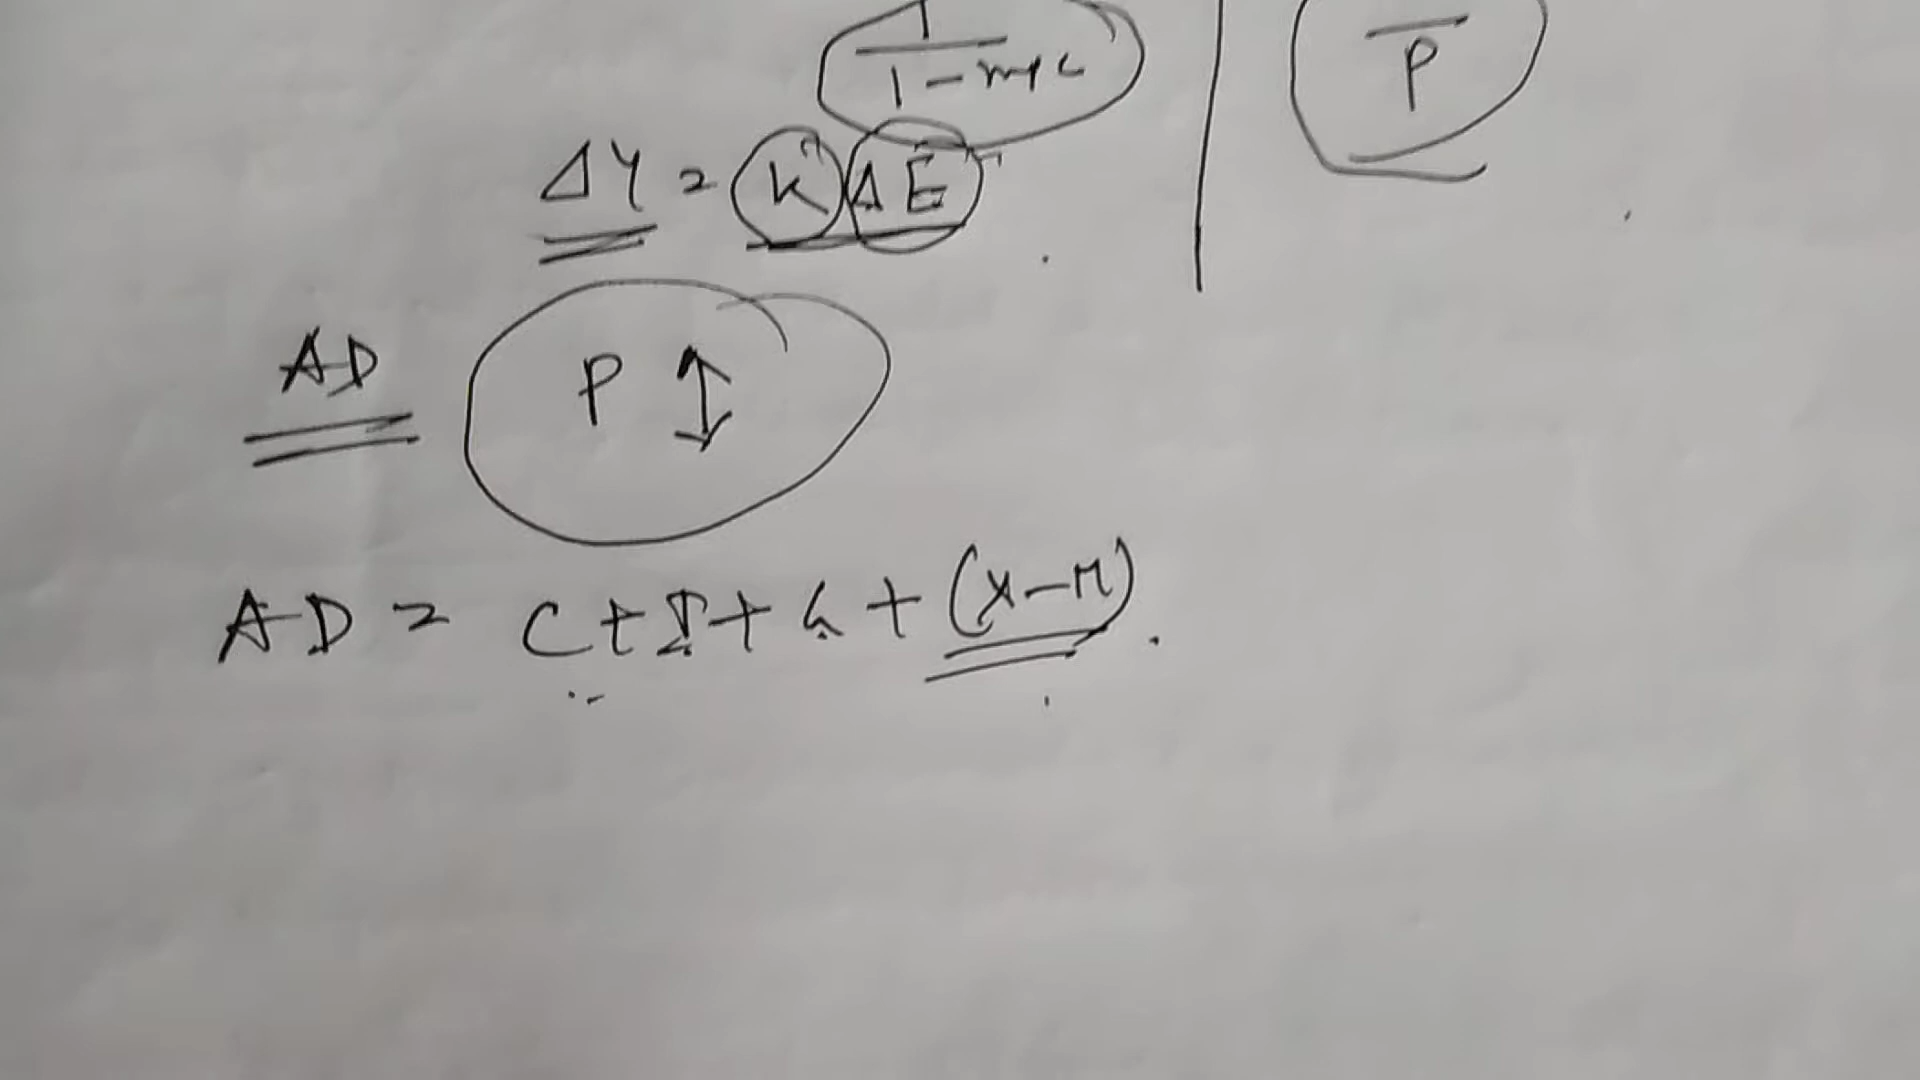 1
1 - mpc
P
ΔY = K ΔE
AD P ↕
AD = C + I + G + (X - M).